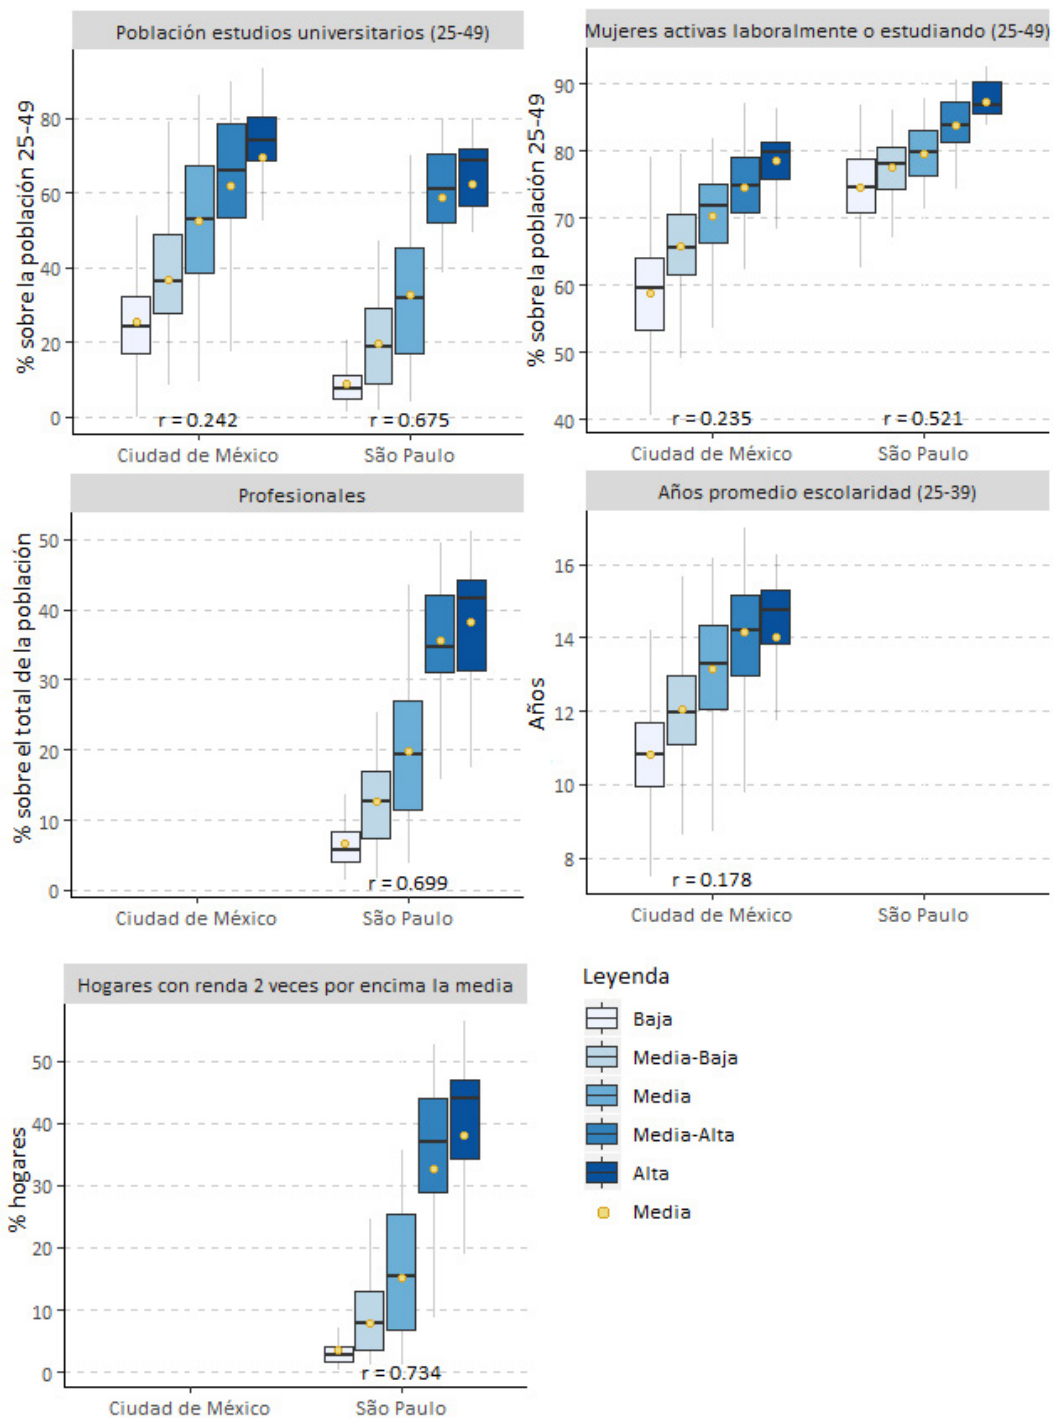 Población estudios universitarios (25-49)
% sobre la población 25-49
80
60
40
20
0
r = 0.242
r = 0.675
Ciudad de México
São Paulo
Mujeres activas laboralmente o estudiando (25-49)
% sobre la población 25-49
90
80
70
60
50
40
r = 0.235
r = 0.521
Ciudad de México
São Paulo
Profesionales
% sobre el total de la población
50
40
30
20
10
0
r = 0.699
Ciudad de México
São Paulo
Años promedio escolaridad (25-39)
Años
16
14
12
10
8
r = 0.178
Ciudad de México
São Paulo
Hogares con renda 2 veces por encima la media
% hogares
50
40
30
20
10
0
r = 0.734
Ciudad de México
São Paulo
Leyenda
Baja
Media-Baja
Media
Media-Alta
Alta
Media